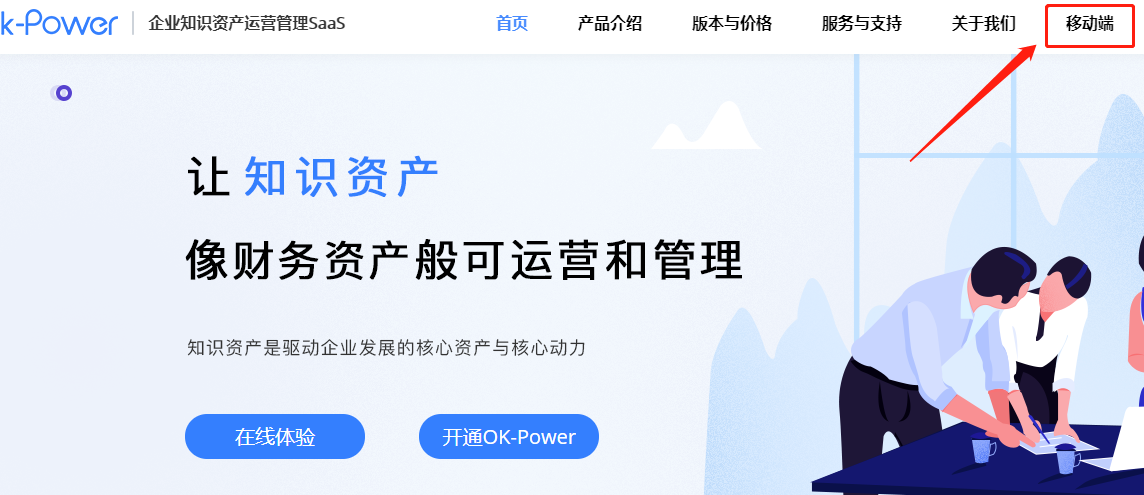 k-Power 企业知识资产运营管理SaaS 首页 产品介绍 版本与价格 服务与支持 关于我们 移动端
让 知识资产
像财务资产般可运营和管理
知识资产是驱动企业发展的核心资产与核心动力
在线体验 开通OK-Power